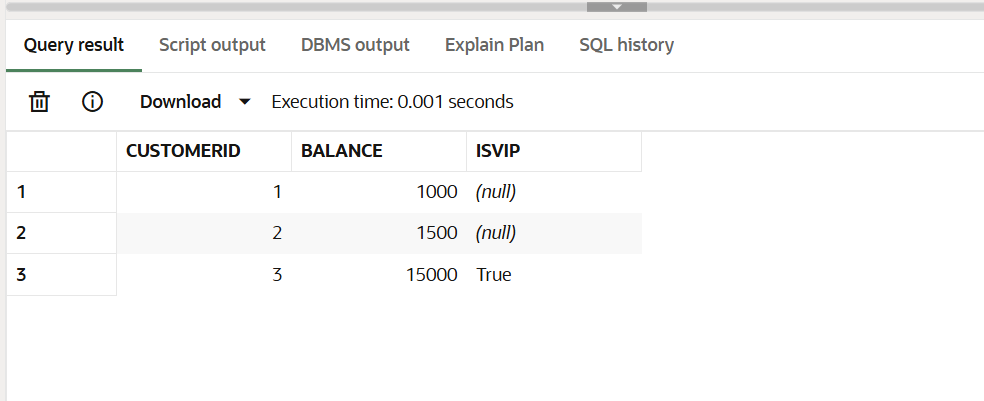 Query result Script output DBMS output Explain Plan SQL history
Download Execution time: 0.001 seconds
CUSTOMERID BALANCE ISVIP
1 1 1000 (null)
2 2 1500 (null)
3 3 15000 True